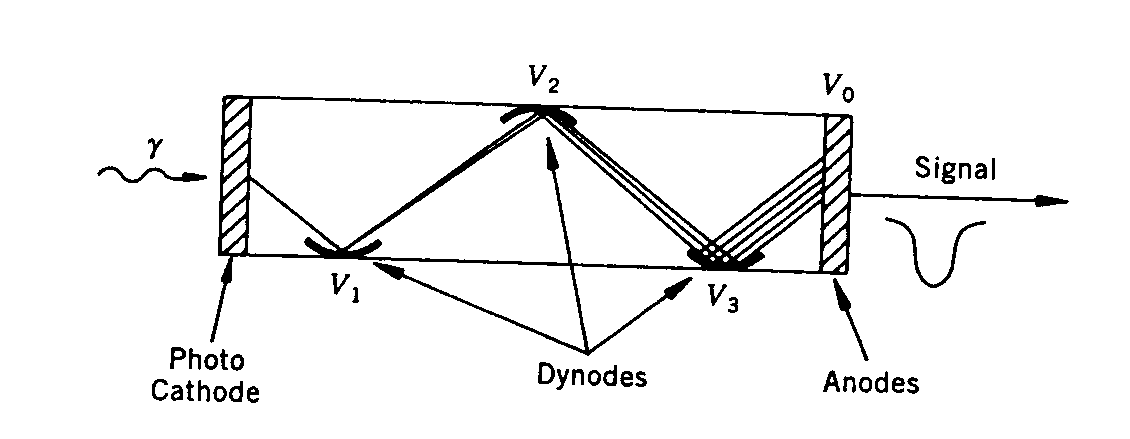 V2
V0
γ
Signal
V1
V3
Photo
Cathode
Dynodes
Anodes